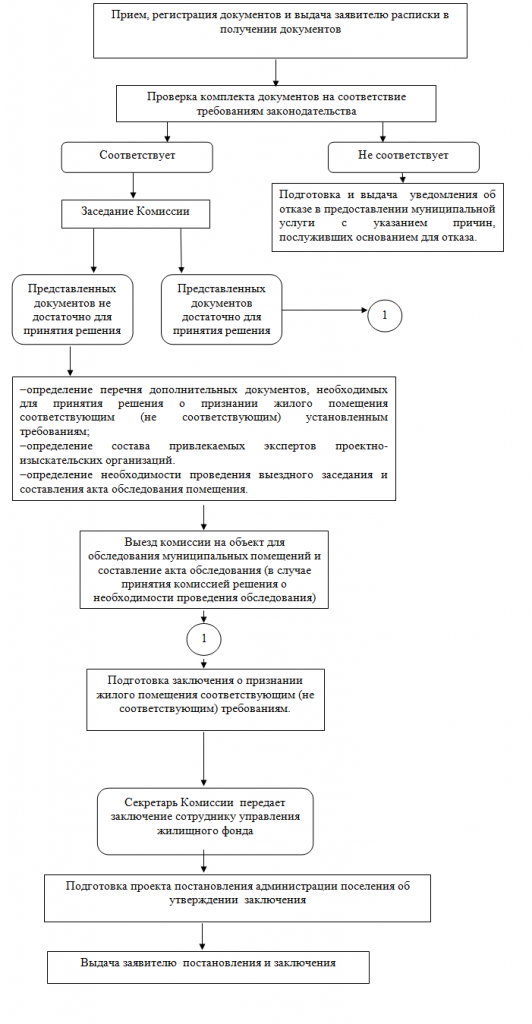 Прием, регистрация документов и выдача заявителю расписки в
получении документов
Проверка комплекта документов на соответствие
требованиям законодательства
Соответствует
Не соответствует
Заседание Комиссии
Подготовка и выдача уведомления об
отказе в предоставлении муниципальной
услуги с указанием причин,
послуживших основанием для отказа.
Представленных
документов не
достаточно для
принятия решения
Представленных
документов
достаточно для
принятия решения
1
–определение перечня дополнительных документов, необходимых
для принятия решения о признании жилого помещения
соответствующим (не соответствующим) установленным
требованиям;
–определение состава привлекаемых экспертов проектно-
изыскательских организаций.
–определение необходимости проведения выездного заседания и
составления акта обследования помещения.
Выезд комиссии на объект для
обследования муниципальных помещений и
составление акта обследования (в случае
принятия комиссией решения о
необходимости проведения обследования)
1
Подготовка заключения о признании
жилого помещения соответствующим (не
соответствующим) требованиям.
Секретарь Комиссии передает
заключение сотруднику управления
жилищного фонда
Подготовка проекта постановления администрации поселения об
утверждении заключения
Выдача заявителю постановления и заключения